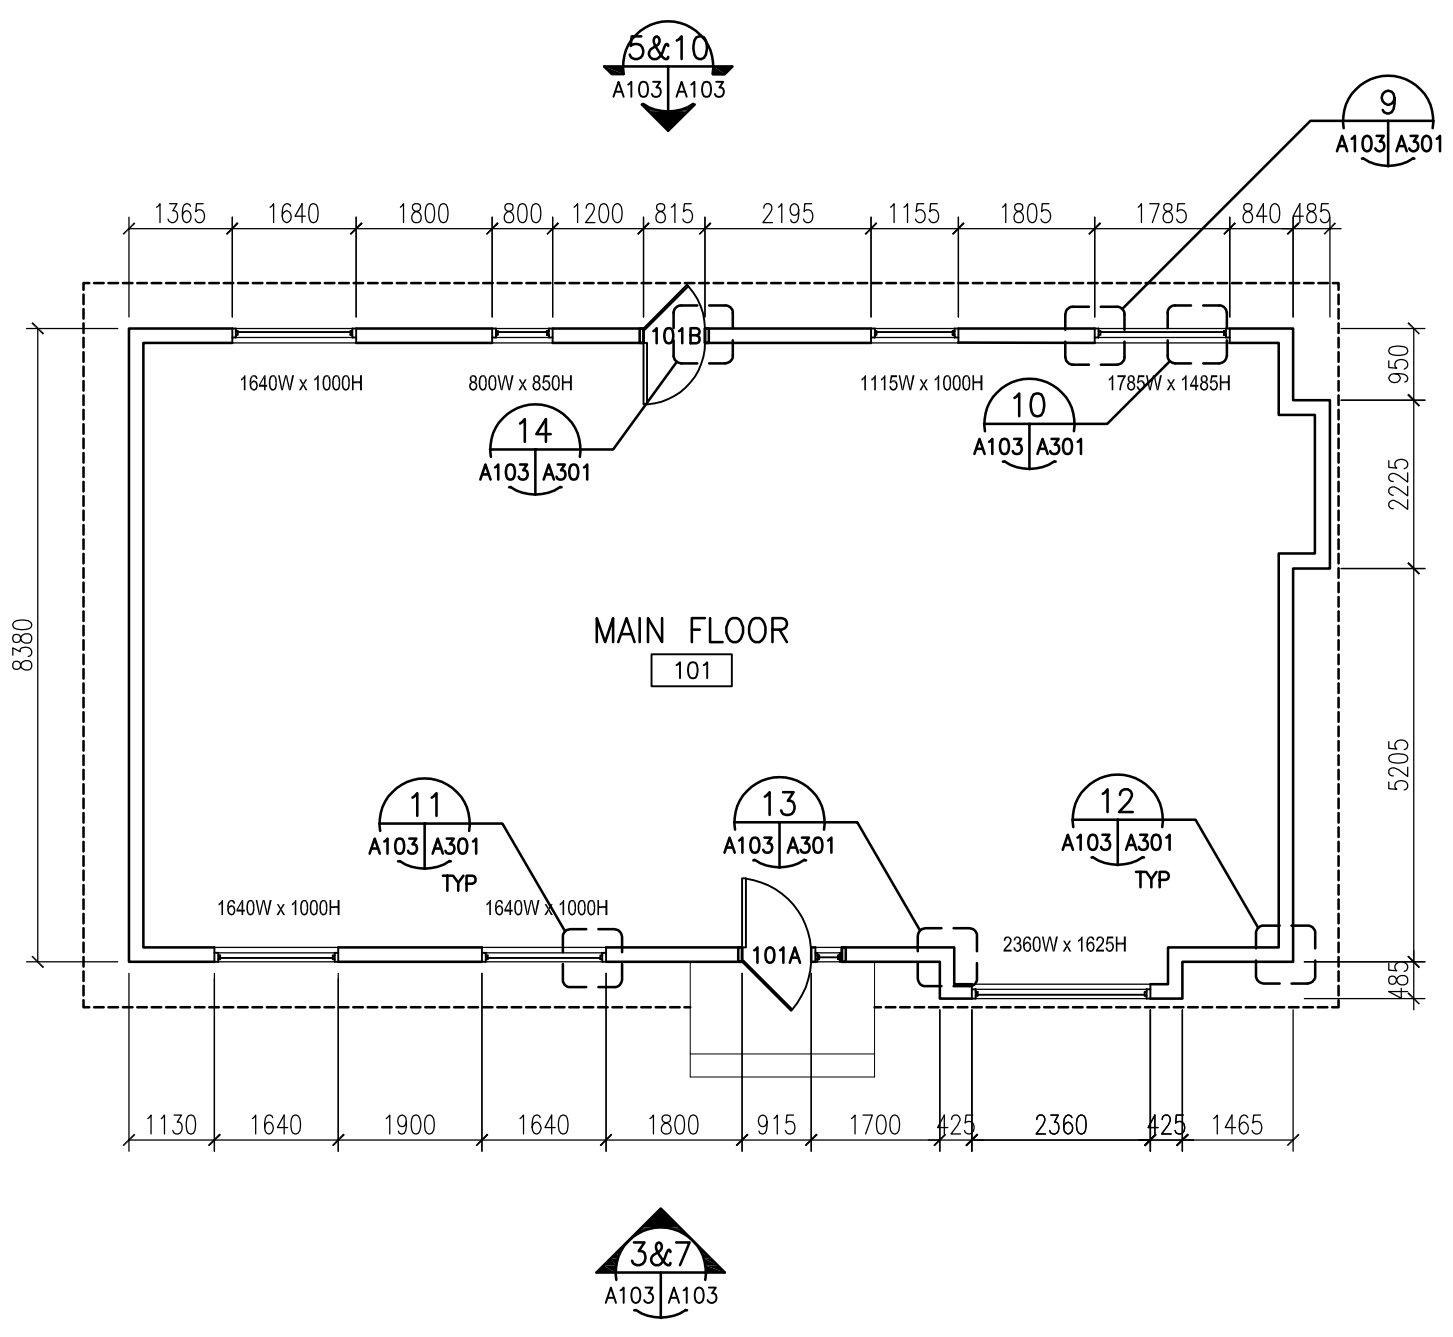 5&10
A103 A103
9
A103 A301
1365 1640 1800 800 1200 815 2195 1155 1805 1785 840 485
101B
1640W x 1000H 800W x 850H 1115W x 1000H 1785W x 1485H
950
14
A103 A301
10
A103 A301
2225
8380
MAIN FLOOR
101
5205
11
A103 A301
TYP
13
A103 A301
12
A103 A301
TYP
1640W x 1000H 1640W x 1000H
101A
2360W x 1625H
485
1130 1640 1900 1640 1800 915 1700 425 2360 425 1465
3&7
A103 A103